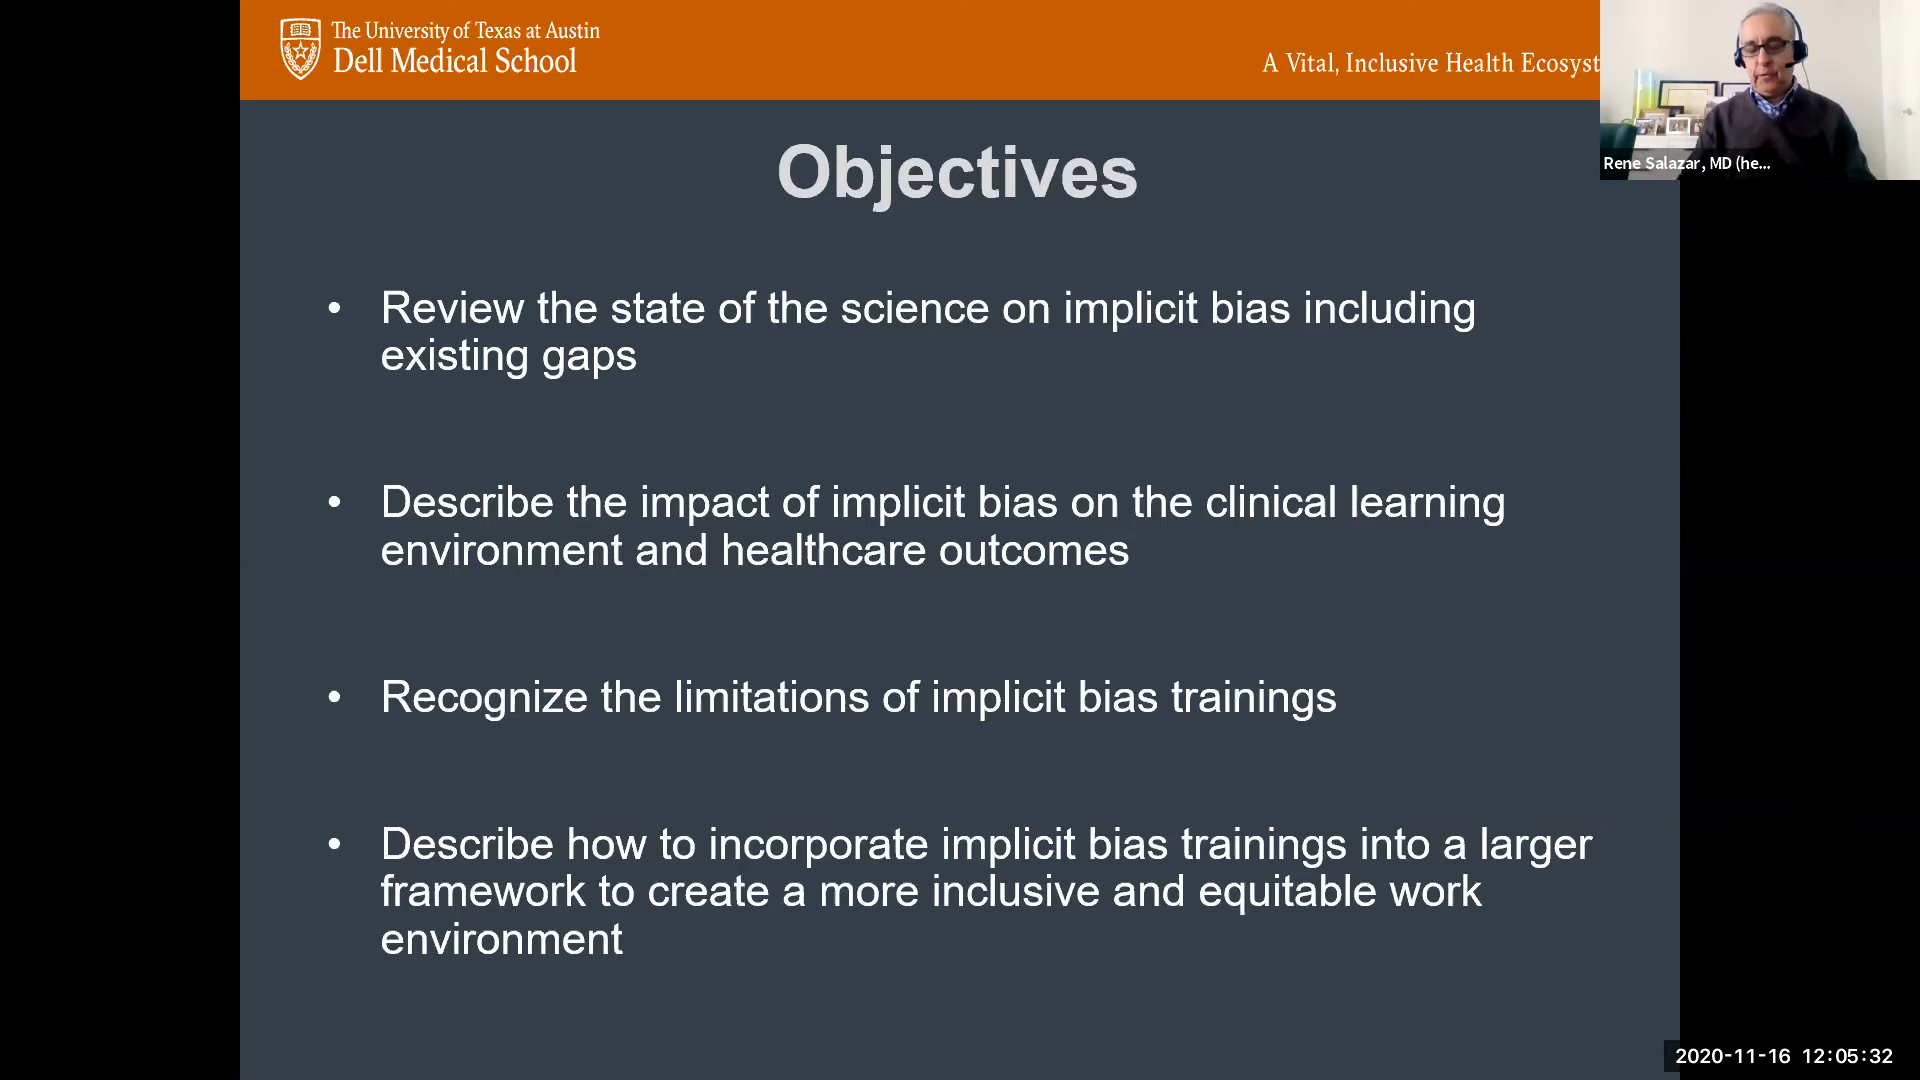 The University of Texas at Austin
Dell Medical School
A Vital, Inclusive Health Ecosyst
Rene Salazar, MD (he...
Objectives
• Review the state of the science on implicit bias including
existing gaps
• Describe the impact of implicit bias on the clinical learning
environment and healthcare outcomes
• Recognize the limitations of implicit bias trainings
• Describe how to incorporate implicit bias trainings into a larger
framework to create a more inclusive and equitable work
environment
2020-11-16 12:05:32